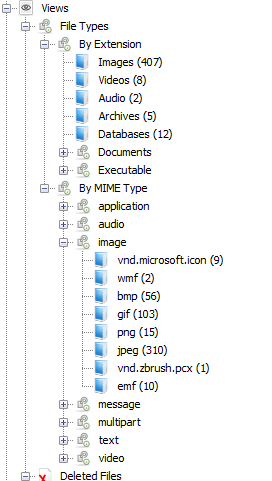 Views
File Types
By Extension
Images (407)
Videos (8)
Audio (2)
Archives (5)
Databases (12)
Documents
Executable
By MIME Type
application
audio
image
vnd.microsoft.icon (9)
wmf (2)
bmp (56)
gif (103)
png (15)
jpeg (310)
vnd.zbrush.pcx (1)
emf (10)
message
multipart
text
video
Deleted Files